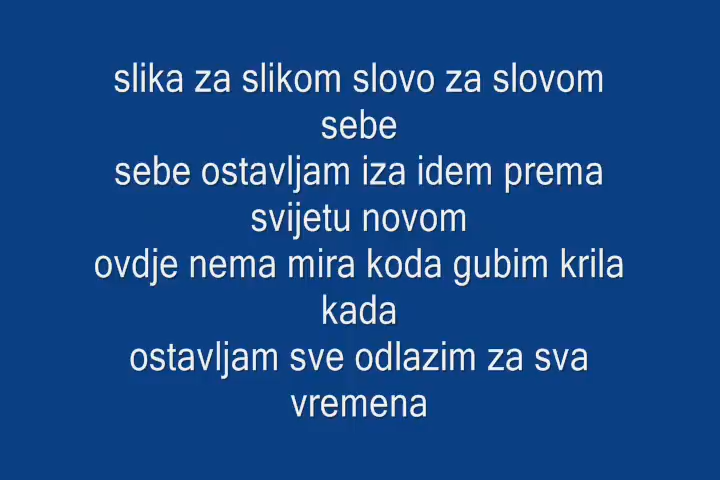 slika za slikom slovo za slovom
sebe
sebe ostavljam iza idem prema
svijetu novom
ovdje nema mira koda gubim krila
kada
ostavljam sve odlazim za sva
vremena